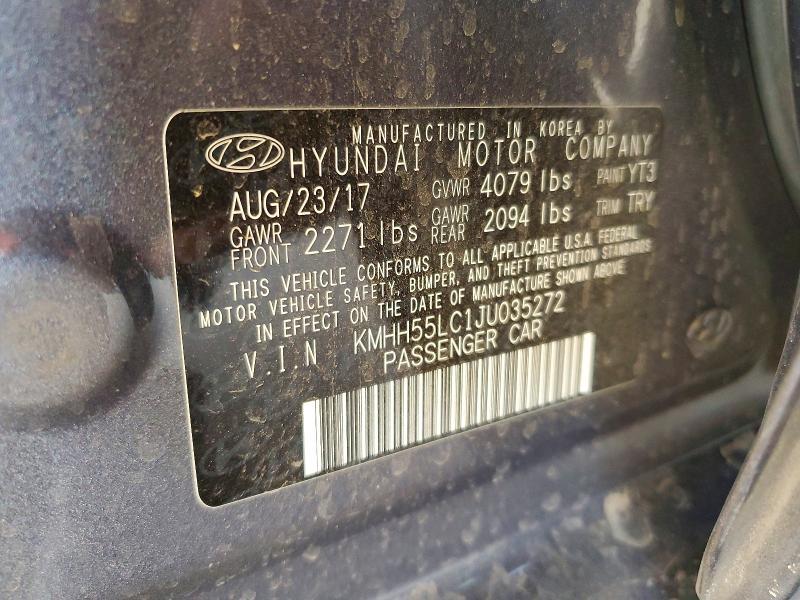 MANUFACTURED IN KOREA BY
HYUNDAI MOTOR COMPANY
AUG/23/17 GVWR 4079 lbs PAINT YT3
GAWR FRONT 2271 lbs GAWR REAR 2094 lbs TRIM TRY
THIS VEHICLE CONFORMS TO ALL APPLICABLE U.S.A. FEDERAL
MOTOR VEHICLE SAFETY, BUMPER, AND THEFT PREVENTION STANDARDS
IN EFFECT ON THE DATE OF MANUFACTURE SHOWN ABOVE
V.I.N KMHH55LC1JU035272
PASSENGER CAR